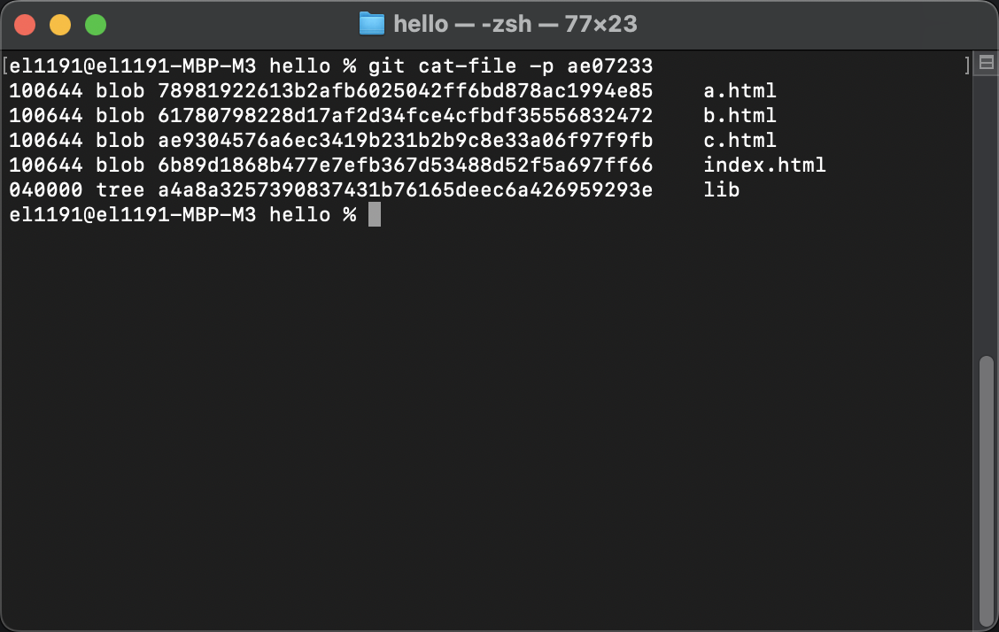 hello — -zsh — 77×23
[el1191@el1191-MBP-M3 hello % git cat-file -p ae07233 ]
100644 blob 78981922613b2afb6025042ff6bd878ac1994e85    a.html
100644 blob 61780798228d17af2d34fce4cfbdf35556832472    b.html
100644 blob ae9304576a6ec3419b231b2b9c8e33a06f97f9fb    c.html
100644 blob 6b89d1868b477e7efb367d53488d52f5a697ff66    index.html
040000 tree a4a8a3257390837431b76165deec6a426959293e    lib
el1191@el1191-MBP-M3 hello %